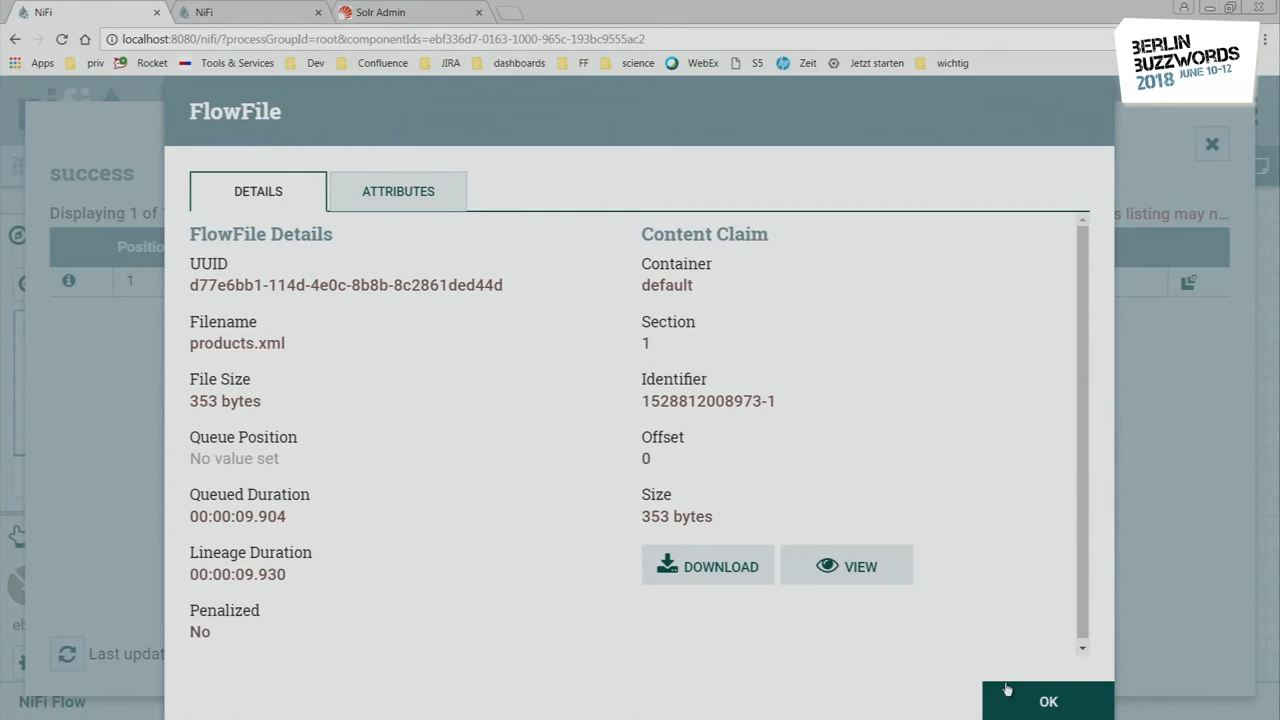 NiFi
NiFi
Solr Admin
localhost:8080/nifi/?processGroupId=root&componentIds=ebf336d7-0163-1000-965c-193bc9555ac2
Apps priv Rocket Tools & Services Dev Confluence JIRA dashbords FF science WebEx S5 Zeit Jetzt starten wichtig
BERLIN
BUZZWORDS
2018 JUNE 10-12
FlowFile
success
DETAILS
ATTRIBUTES
Displaying 1 of
s listing may n...
Positio
1
FlowFile Details
UUID
d77e6bb1-114d-4e0c-8b8b-8c2861ded44d
Filename
products.xml
File Size
353 bytes
Queue Position
No value set
Queued Duration
00:00:09.904
Lineage Duration
00:00:09.930
Penalized
No
Content Claim
Container
default
Section
1
Identifier
1528812008973-1
Offset
0
Size
353 bytes
DOWNLOAD
VIEW
eb
Last updat
NiFi Flow
OK